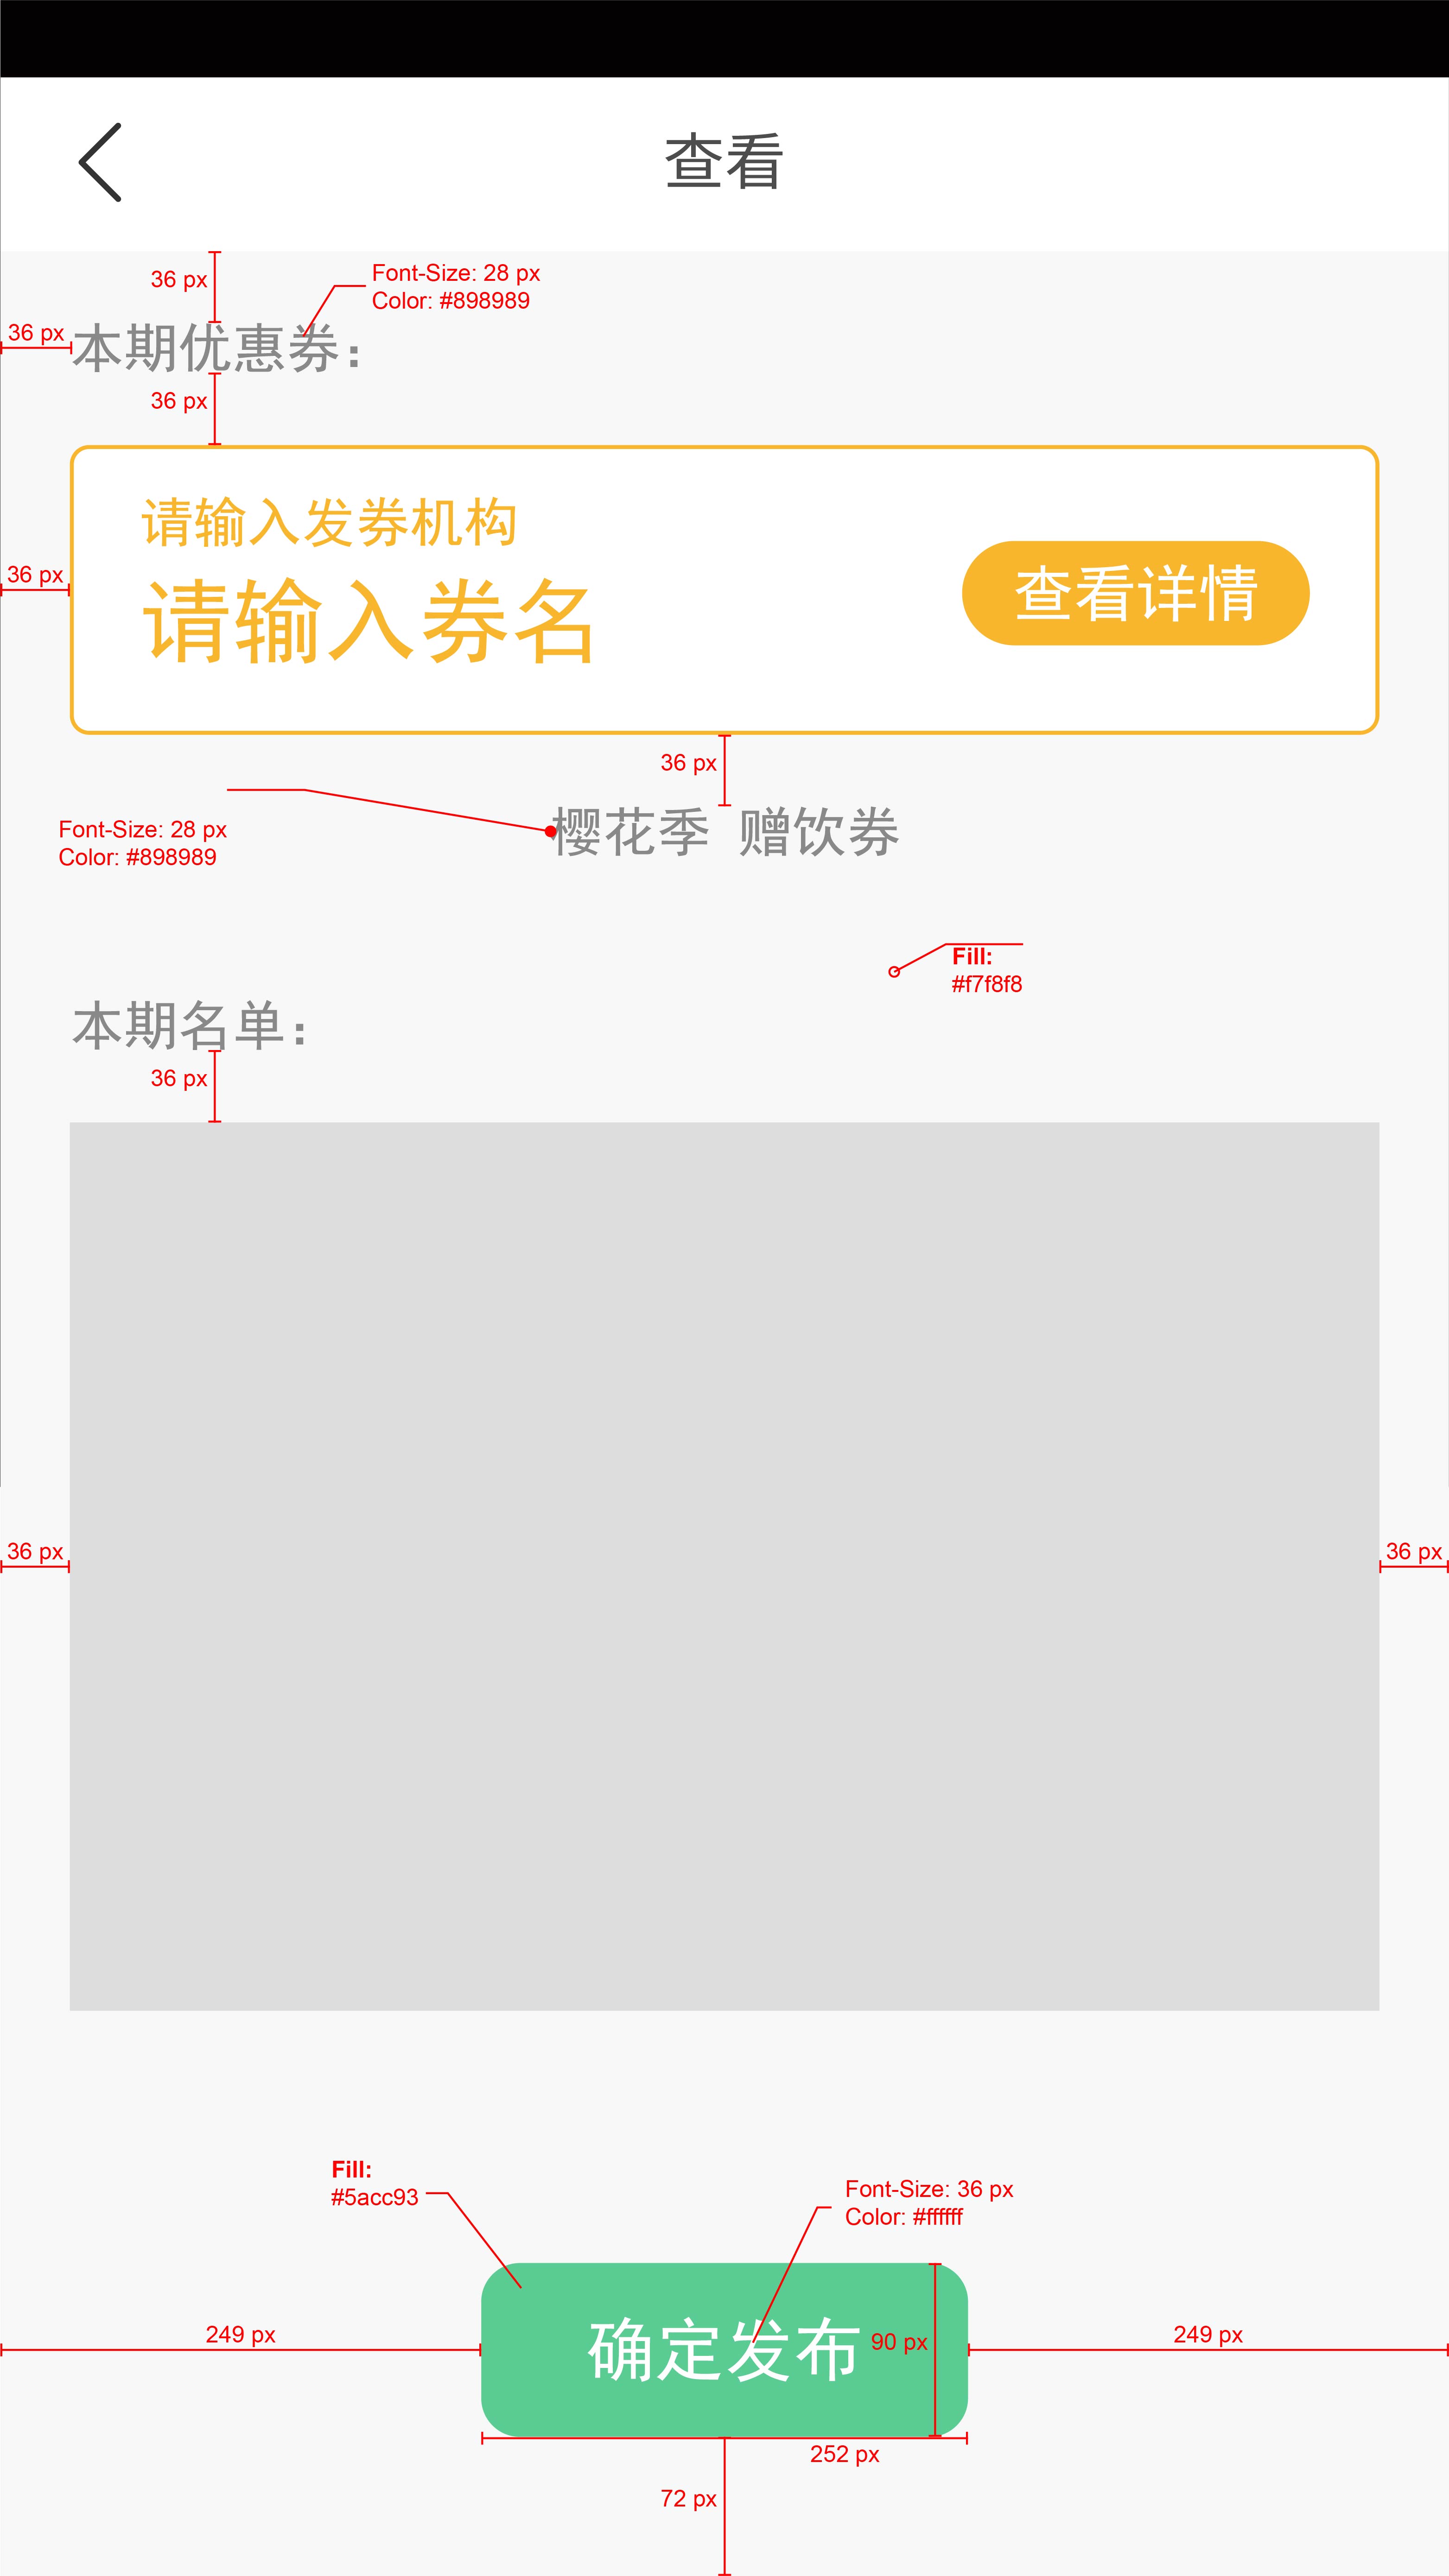 查看
36 px
Font-Size: 28 px
Color: #898989
36 px
本期优惠券：
36 px
请输入发券机构
请输入券名
查看详情
36 px
36 px
樱花季 赠饮券
Font-Size: 28 px
Color: #898989
Fill:
#f7f8f8
本期名单：
36 px
36 px
36 px
Fill:
#5acc93
Font-Size: 36 px
Color: #ffffff
249 px
确定发布
90 px
249 px
252 px
72 px